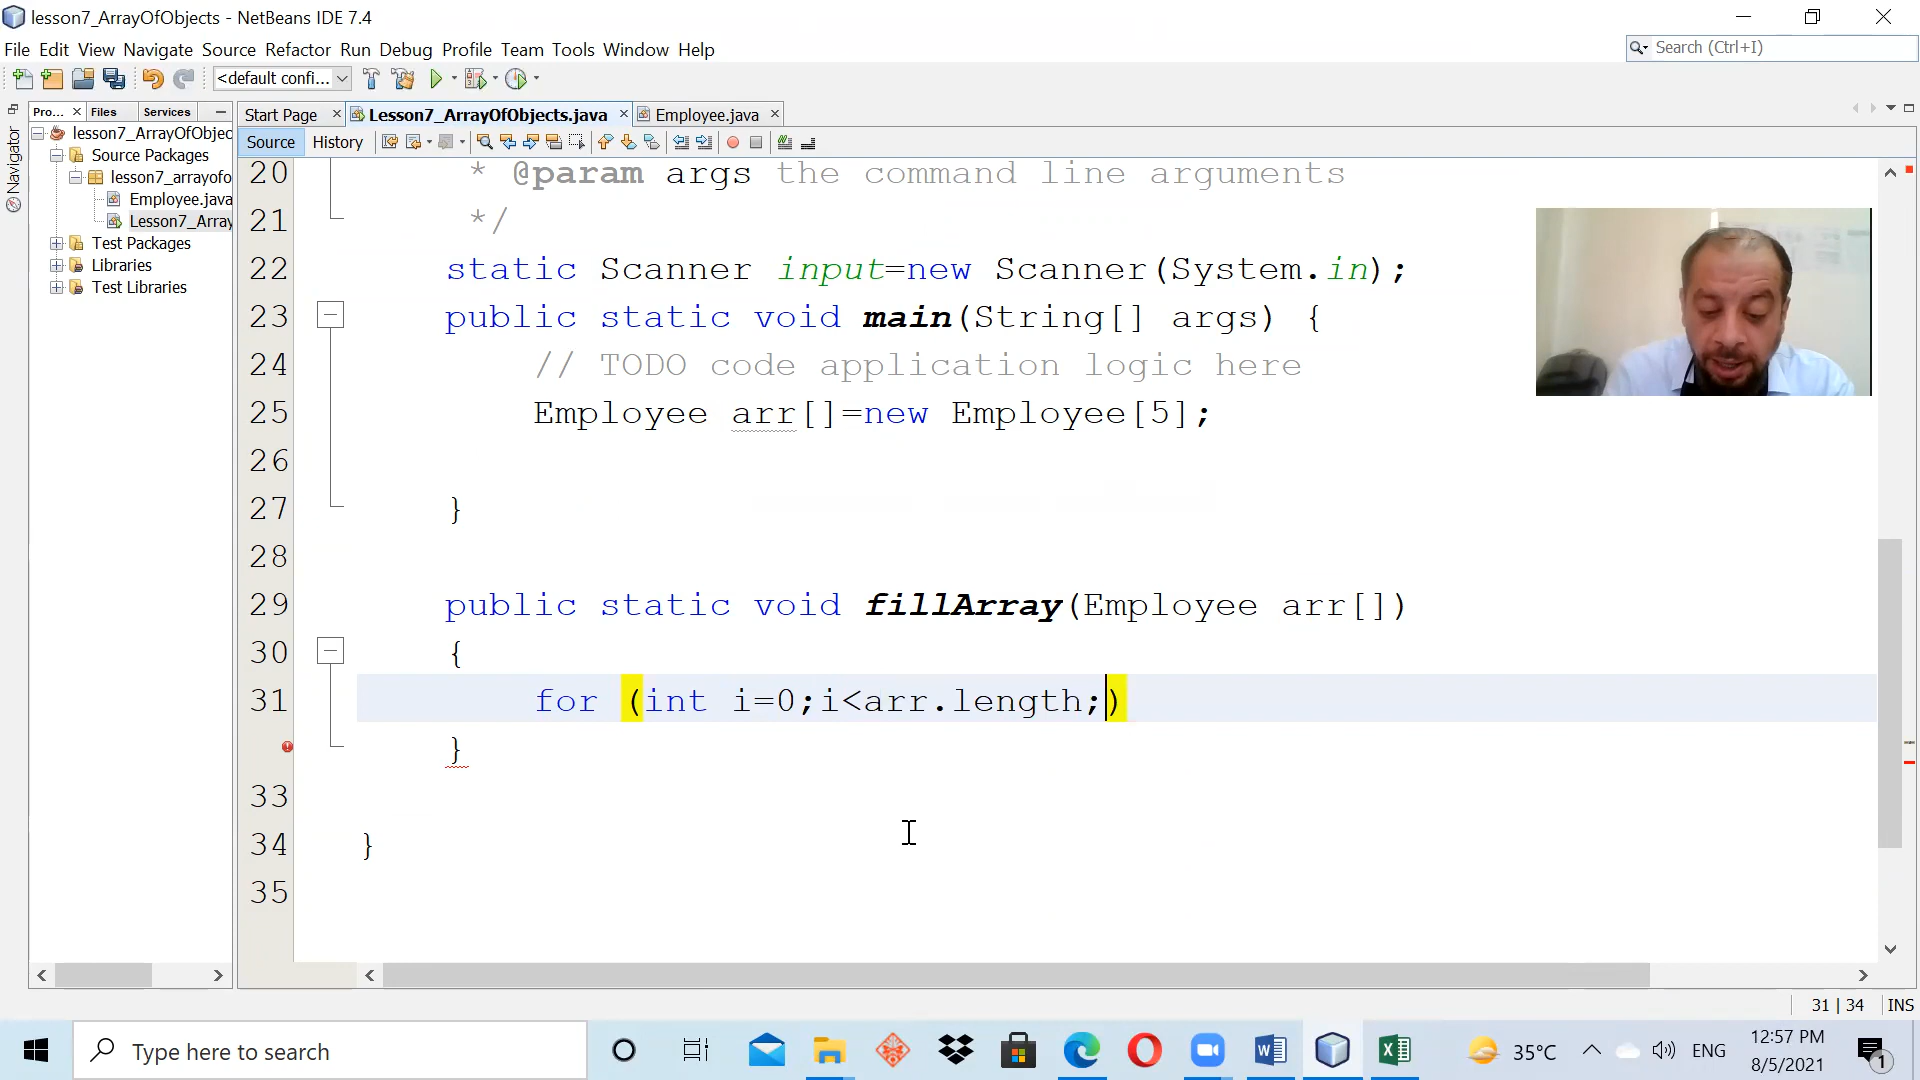 lesson7_ArrayOfObjects - NetBeans IDE 7.4
File Edit View Navigate Source Refactor Run Debug Profile Team Tools Window Help
Search (Ctrl+I)
<default confi...
Pro... Files Services
Start Page Lesson7_ArrayOfObjects.java Employee.java
Navigator
Source History
lesson7_ArrayOfObjec
Source Packages
lesson7_arrayofo
Employee.java
Lesson7_Array
Test Packages
Libraries
Test Libraries
20 * @param args the command line arguments
21 */
22 static Scanner input=new Scanner(System.in);
23 public static void main(String[] args) {
24 // TODO code application logic here
25 Employee arr[]=new Employee[5];
26
27 }
28
29 public static void fillArray(Employee arr[])
30 {
31 for (int i=0;i<arr.length;)
}
33
34 }
35
31 | 34 INS
Type here to search
35°C ENG
12:57 PM
8/5/2021
1